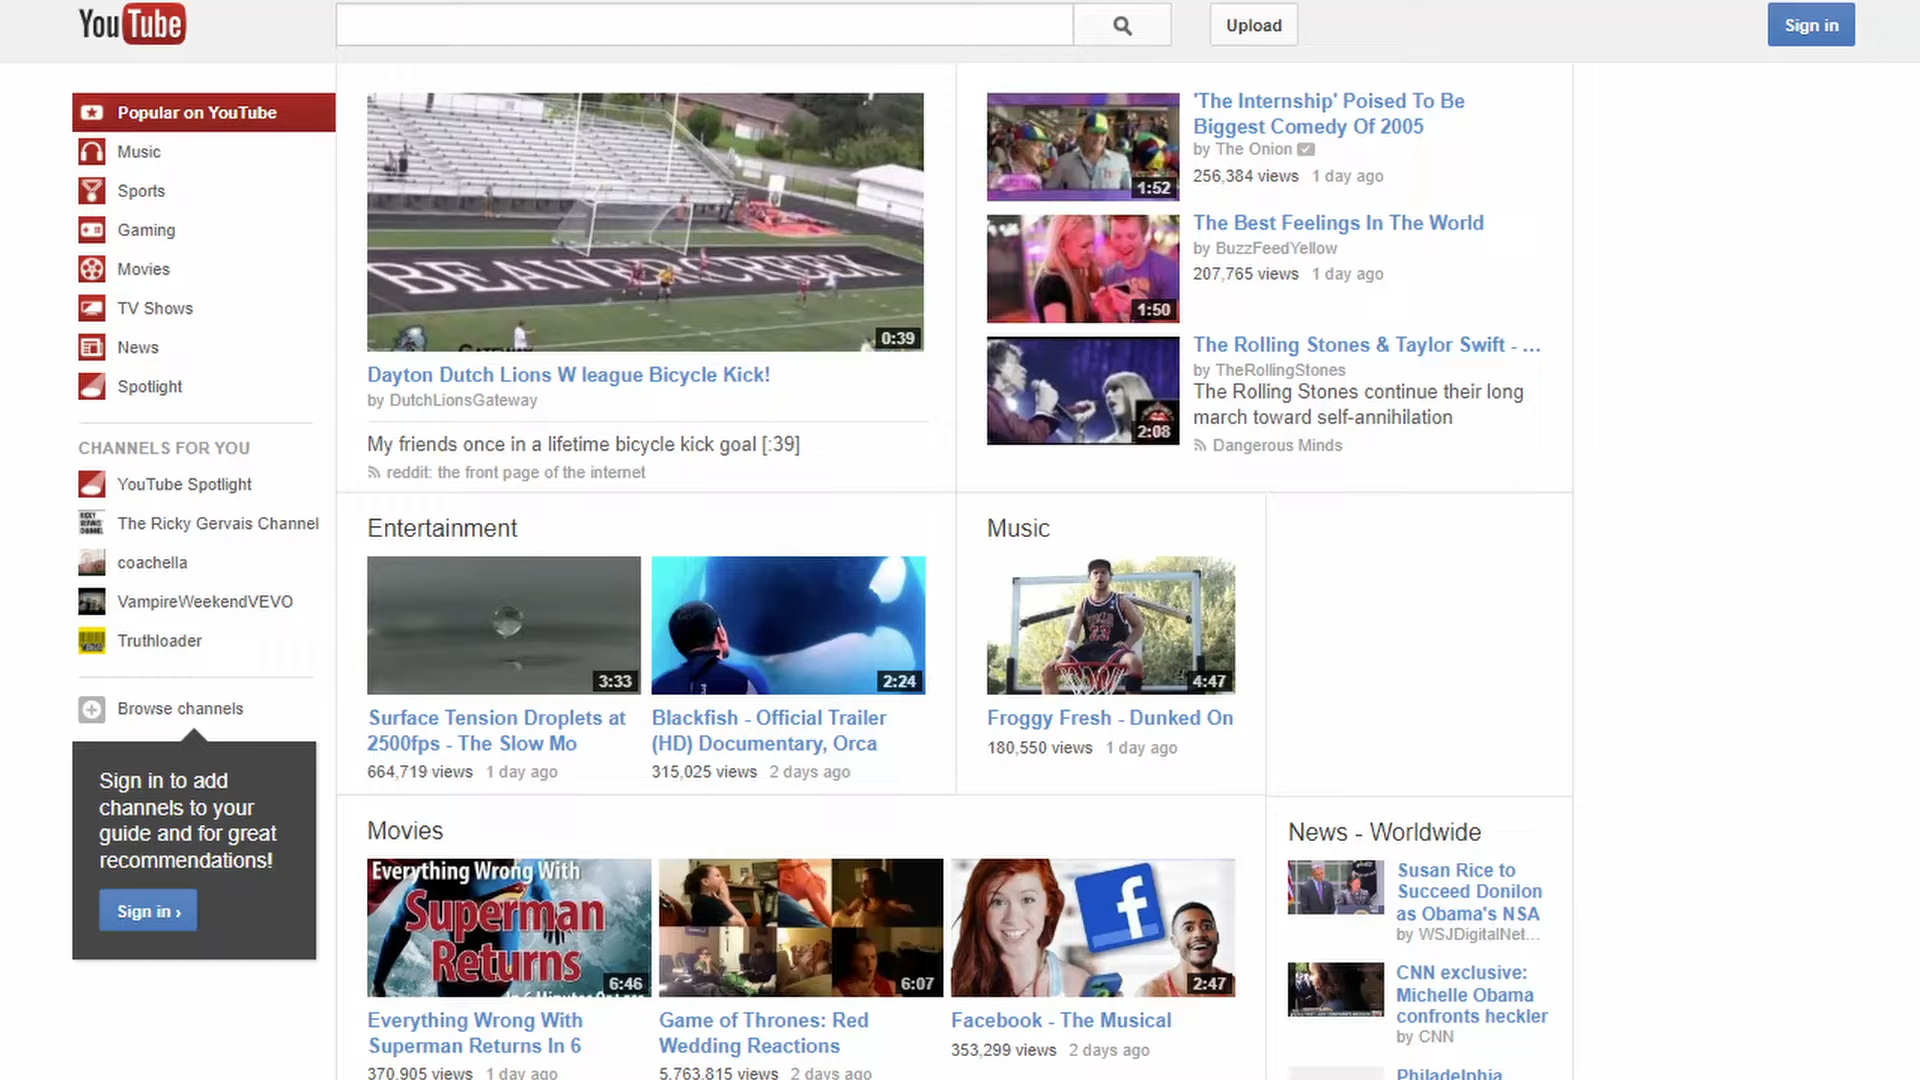 YouTube
Upload
Sign in
Popular on YouTube
Music
Sports
Gaming
Movies
TV Shows
News
Spotlight
CHANNELS FOR YOU
YouTube Spotlight
The Ricky Gervais Channel
coachella
VampireWeekendVEVO
Truthloader
Browse channels
Sign in to add
channels to your
guide and for great
recommendations!
Sign in ›
BEAVERCREEK
GATEWAY
0:39
Dayton Dutch Lions W league Bicycle Kick!
by DutchLionsGateway
My friends once in a lifetime bicycle kick goal [:39]
reddit: the front page of the internet
1:52
'The Internship' Poised To Be
Biggest Comedy Of 2005
by The Onion
256,384 views 1 day ago
1:50
The Best Feelings In The World
by BuzzFeedYellow
207,765 views 1 day ago
2:08
The Rolling Stones & Taylor Swift - ...
by TheRollingStones
The Rolling Stones continue their long
march toward self-annihilation
Dangerous Minds
Entertainment
3:33
Surface Tension Droplets at
2500fps - The Slow Mo
664,719 views 1 day ago
2:24
Blackfish - Official Trailer
(HD) Documentary, Orca
315,025 views 2 days ago
Music
23
4:47
Froggy Fresh - Dunked On
180,550 views 1 day ago
Movies
Everything Wrong With
Superman
Returns
In 6 Minutes Or Less
6:46
Everything Wrong With
Superman Returns In 6
370,905 views 1 day ago
6:07
Game of Thrones: Red
Wedding Reactions
5,763,815 views 2 days ago
f
2:47
Facebook - The Musical
353,299 views 2 days ago
News - Worldwide
Susan Rice to
Succeed Donilon
as Obama's NSA
by WSJDigitalNet...
CNN exclusive:
Michelle Obama
confronts heckler
by CNN
Philadelphia